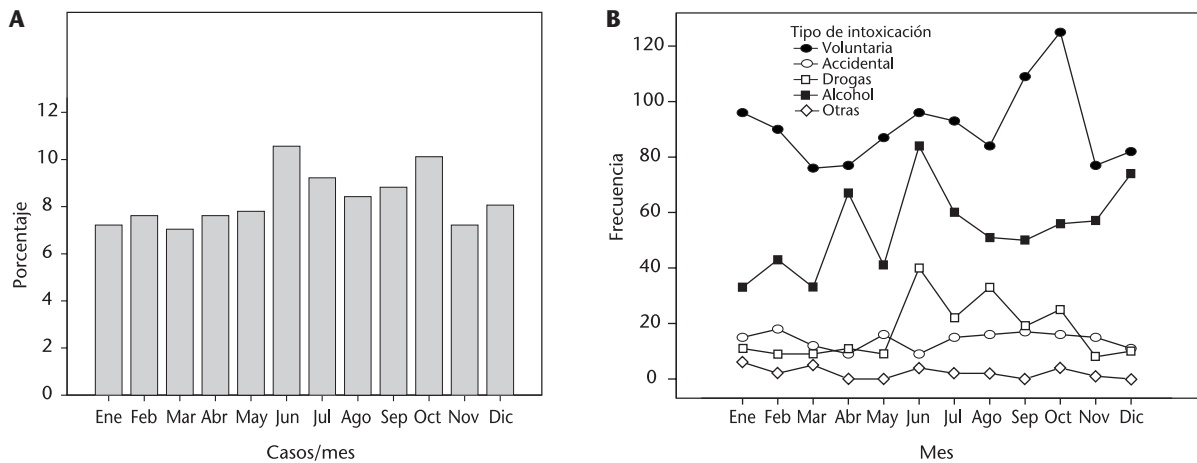 A
Porcentaje
12
10
8
6
4
2
0
Ene Feb Mar Abr May Jun Jul Ago Sep Oct Nov Dic
Casos/mes
B
Tipo de intoxicación
Voluntaria
Accidental
Drogas
Alcohol
Otras
Frecuencia
120
100
80
60
40
20
0
Ene Feb Mar Abr May Jun Jul Ago Sep Oct Nov Dic
Mes